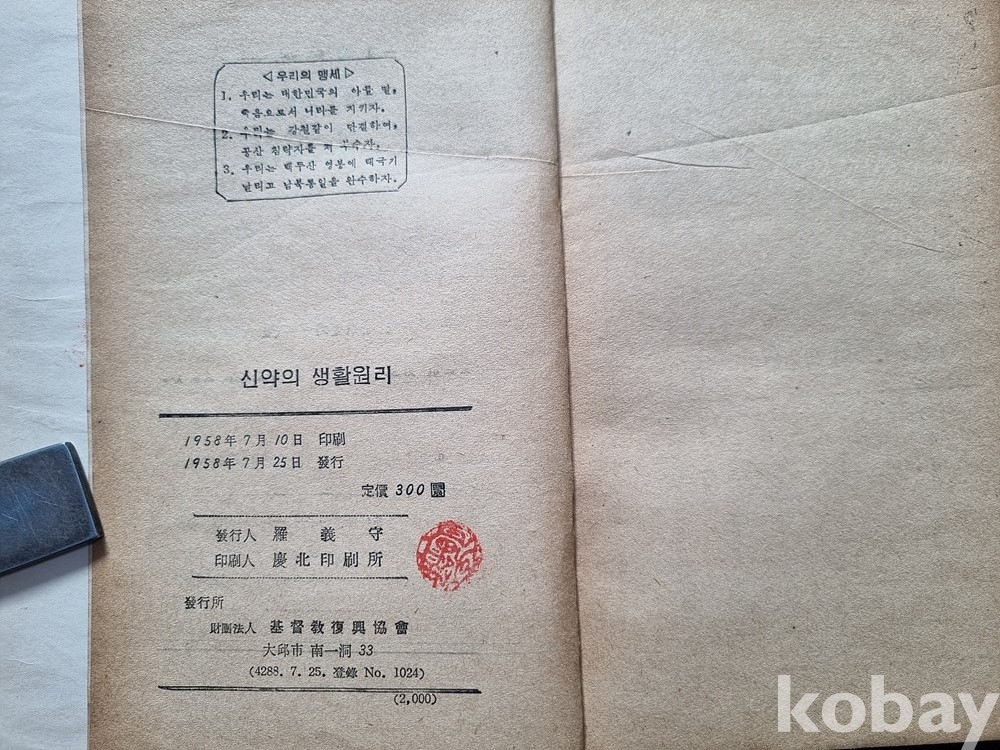 <우리의 맹세>
1. 우리는 대한민국의 아들 딸,
죽음으로서 나라를 지키자.
2. 우리는 강철같이 단결하여,
공산 침략자를 쳐 부수자.
3. 우리는 백두산 영봉에 태극기
날리고 남북통일을 완수하자.
신약의 생활원리
1958年 7月 10日 印刷
1958年 7月 25日 發行
定價 300圜
發行人 羅義守
印刷人 慶北印刷所
發行所
財團法人 基督敎復興協會
大邱市 南一洞 33
(4288. 7. 25. 登錄 No. 1024)
(2,000)
kobay